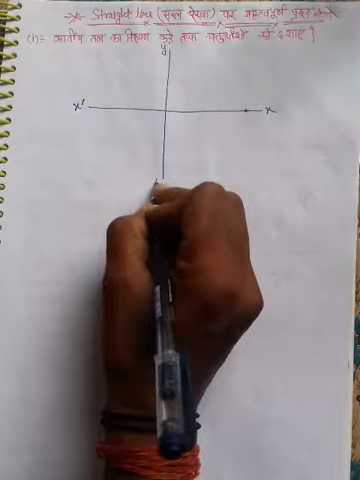 * Straight line (सरल रेखा) पर महत्वपूर्ण प्रश्न *
(1):- कार्तीय तल का निरूपण करें तथा चतुर्थांशों को दर्शाएँ ?
y
x' x